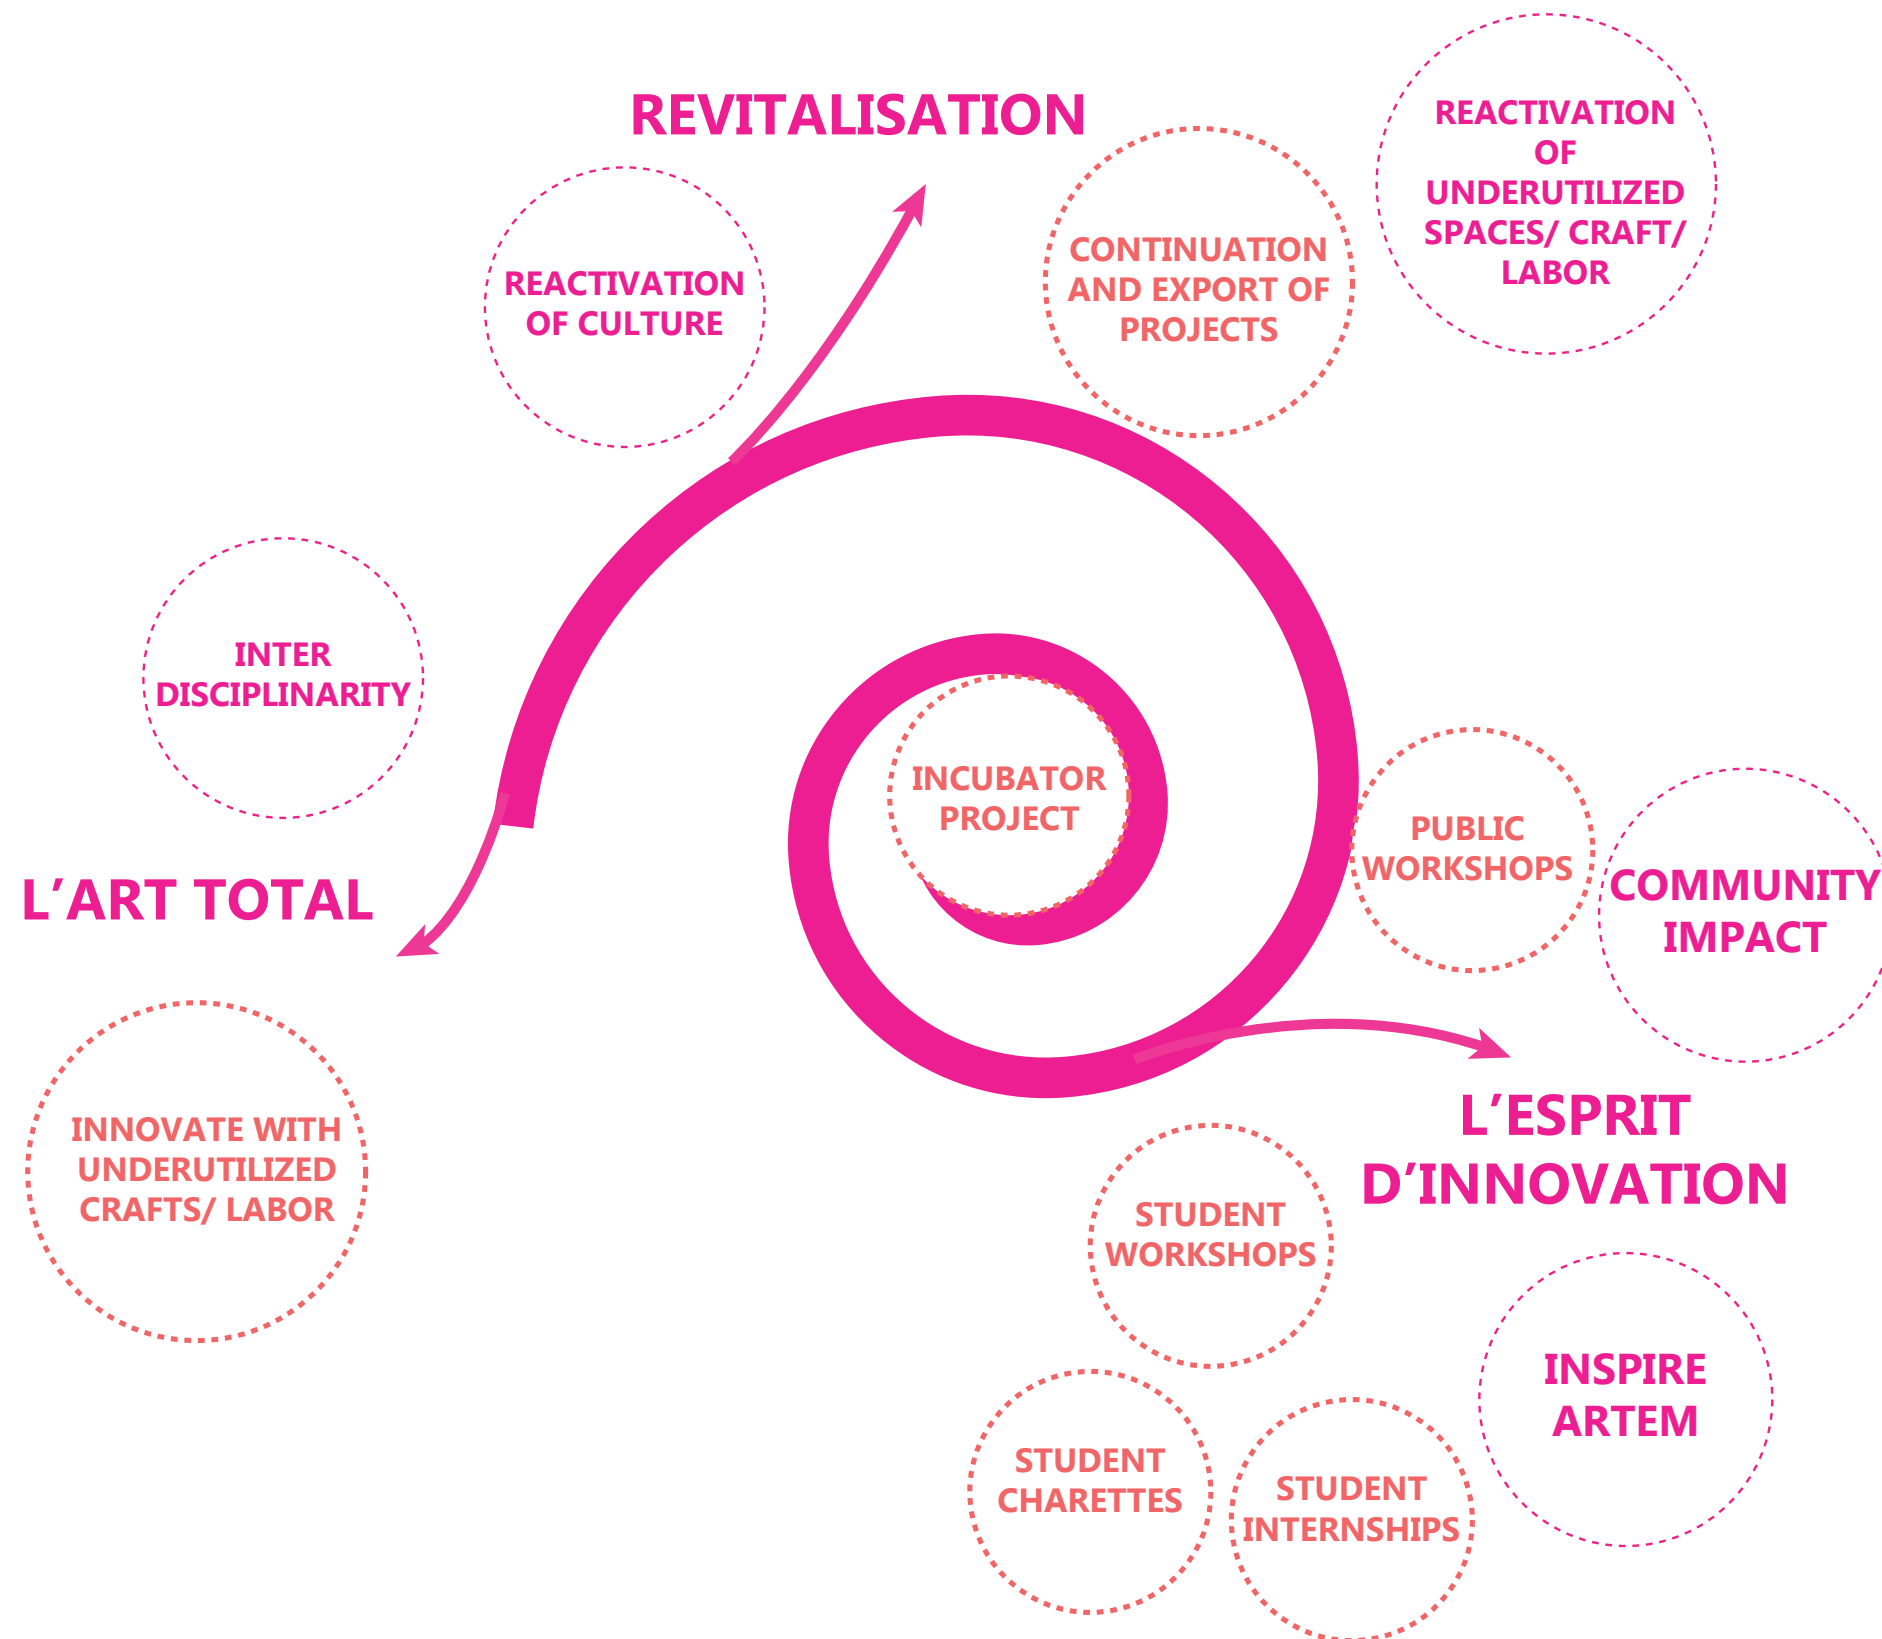 REVITALISATION
REACTIVATION
OF
UNDERUTILIZED
SPACES/ CRAFT/
LABOR
CONTINUATION
AND EXPORT OF
PROJECTS
REACTIVATION
OF CULTURE
INTER
DISCIPLINARITY
INCUBATOR
PROJECT
PUBLIC
WORKSHOPS
COMMUNITY
IMPACT
L’ART TOTAL
L’ESPRIT
D’INNOVATION
INNOVATE WITH
UNDERUTILIZED
CRAFTS/ LABOR
STUDENT
WORKSHOPS
INSPIRE
ARTEM
STUDENT
CHARETTES
STUDENT
INTERNSHIPS